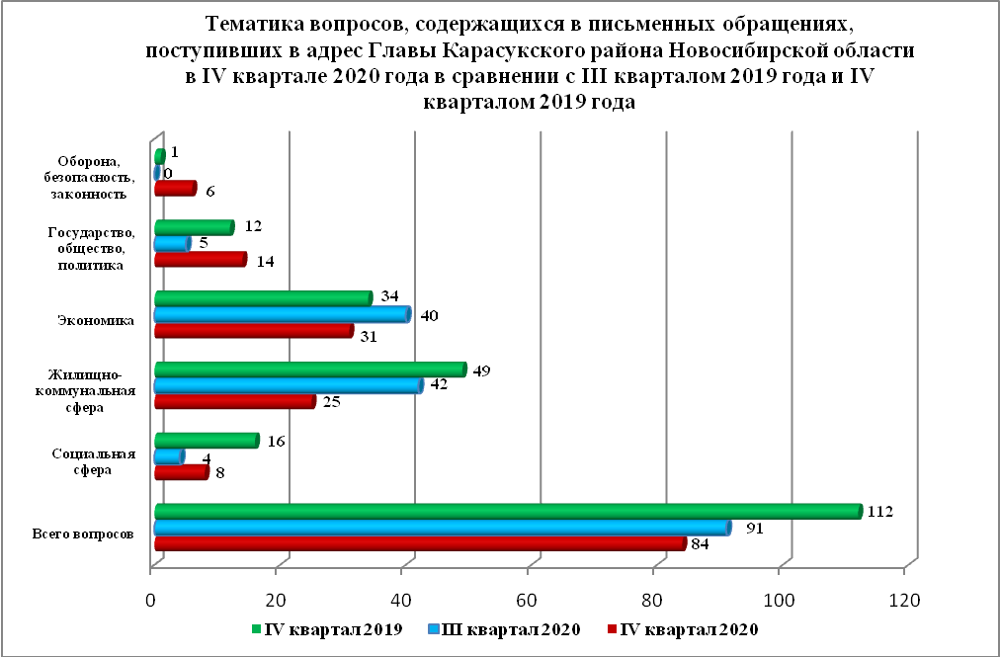 Тематика вопросов, содержащихся в письменных обращениях,
поступивших в адрес Главы Карасукского района Новосибирской области
в IV квартале 2020 года в сравнении с III кварталом 2019 года и IV
кварталом 2019 года
Оборона,
безопасность,
законность
1
0
6
Государство,
общество,
политика
12
5
14
Экономика
34
40
31
Жилищно-
коммунальная
сфера
49
42
25
Социальная
сфера
16
4
8
Всего вопросов
112
91
84
0 20 40 60 80 100 120
IV квартал 2019 III квартал 2020 IV квартал 2020